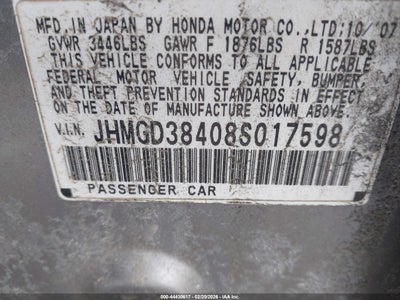 MFD. IN JAPAN BY HONDA MOTOR CO.,LTD;10/'07
GVWR 3446LBS GAWR F 1876LBS R 1587LBS
THIS VEHICLE CONFORMS TO ALL APPLICABLE
FEDERAL MOTOR VEHICLE SAFETY, BUMPER,
AND THEFT PREVENTION STANDARDS IN EFFECT
ON THE DATE OF MANUFACTURE SHOWN ABOVE.
V.I.N. JHMGD38408S017598
PASSENGER CAR
000-44430617 - 02/20/2026 - IAA Inc.